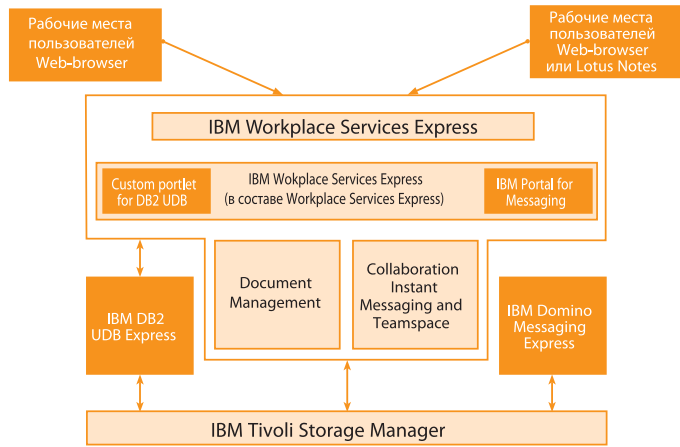 Рабочие места
пользователей
Web-browser
Рабочие места
пользователей
Web-browser
или Lotus Notes
IBM Workplace Services Express
Custom portlet
for DB2 UDB
IBM Wokplace Services Express
(в составе Workplace Services Express)
IBM Portal for
Messaging
Document
Management
Collaboration
Instant
Messaging and
Teamspace
IBM DB2
UDB Express
IBM Domino
Messaging
Express
IBM Tivoli Storage Manager